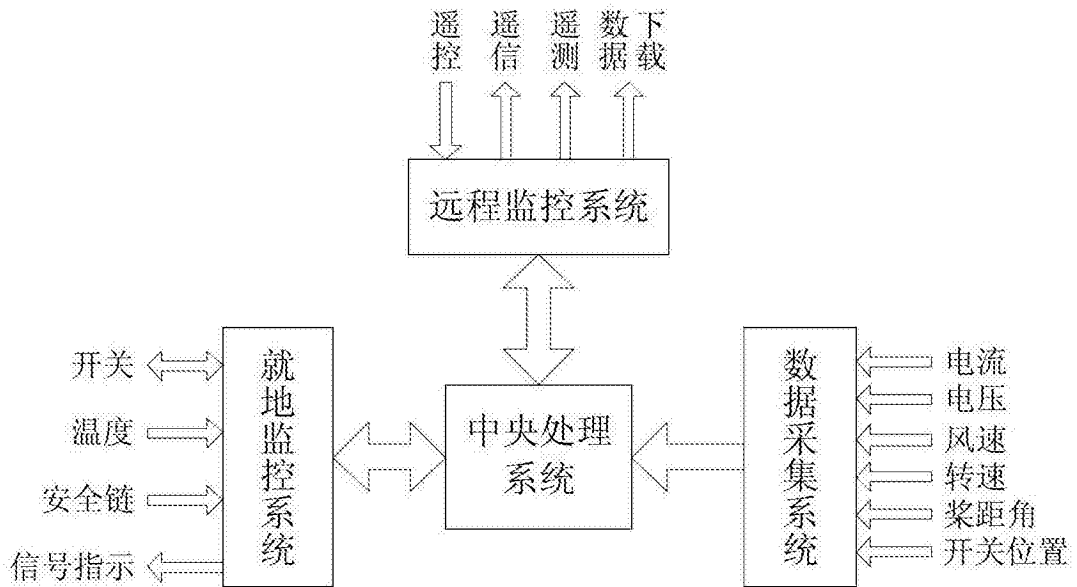 遥控
遥信
遥测
数据下载
远程监控系统
开关
温度
安全链
信号指示
就地监控系统
中央处理
系统
数据采集系统
电流
电压
风速
转速
桨距角
开关位置